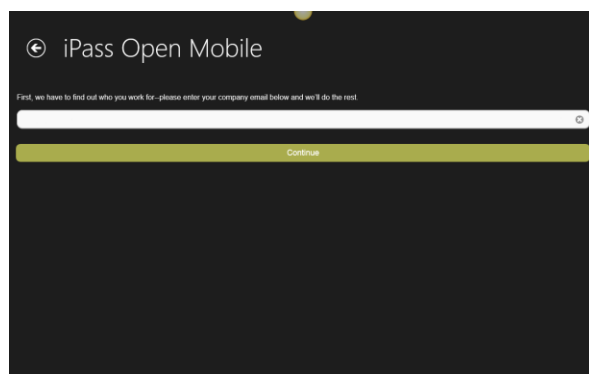 iPass Open Mobile
First, we have to find out who you work for--please enter your company email below and we'll do the rest.
Continue